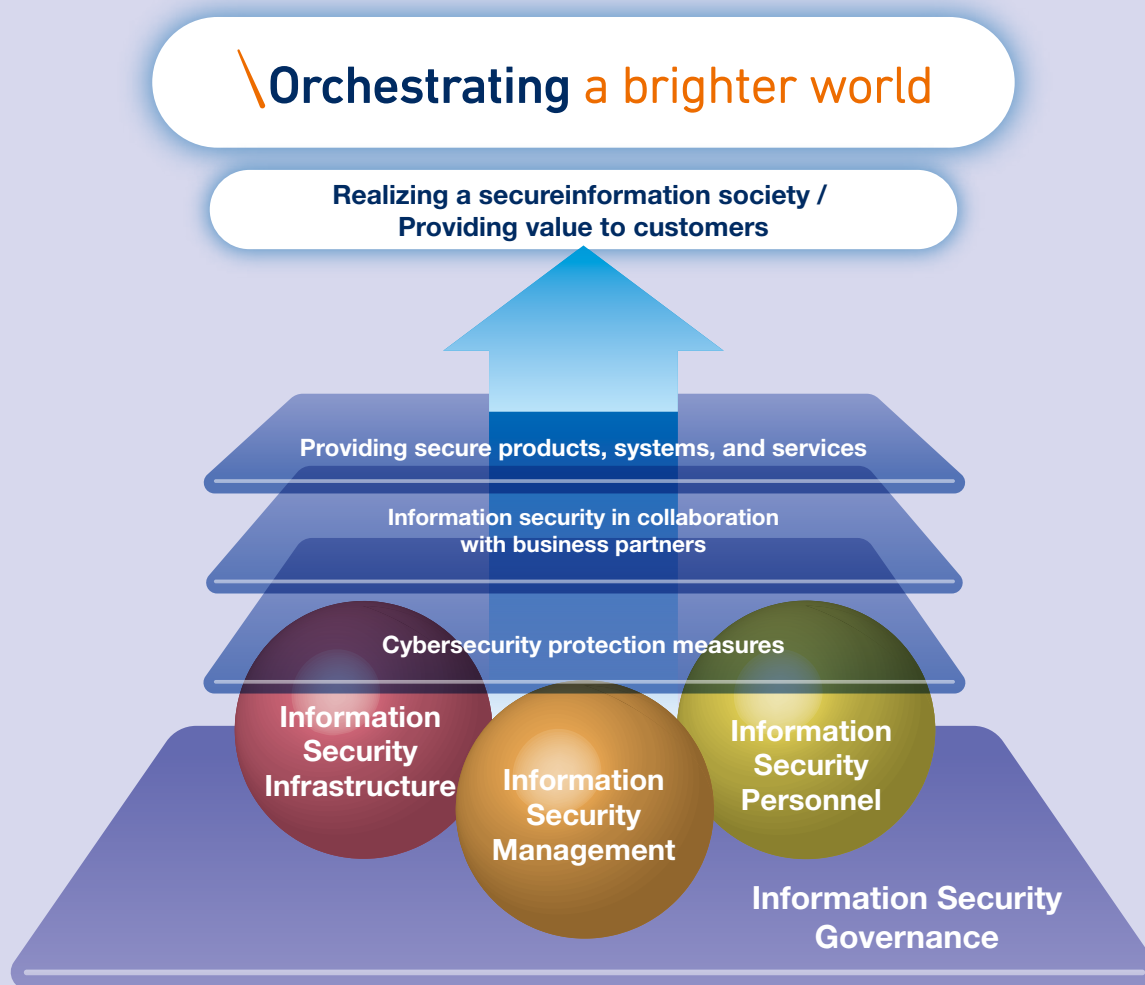 Orchestrating a brighter world
Realizing a secureinformation society /
Providing value to customers
Providing secure products, systems, and services
Information security in collaboration
with business partners
Cybersecurity protection measures
Information
Security
Infrastructure
Information
Security
Management
Information
Security
Personnel
Information Security
Governance